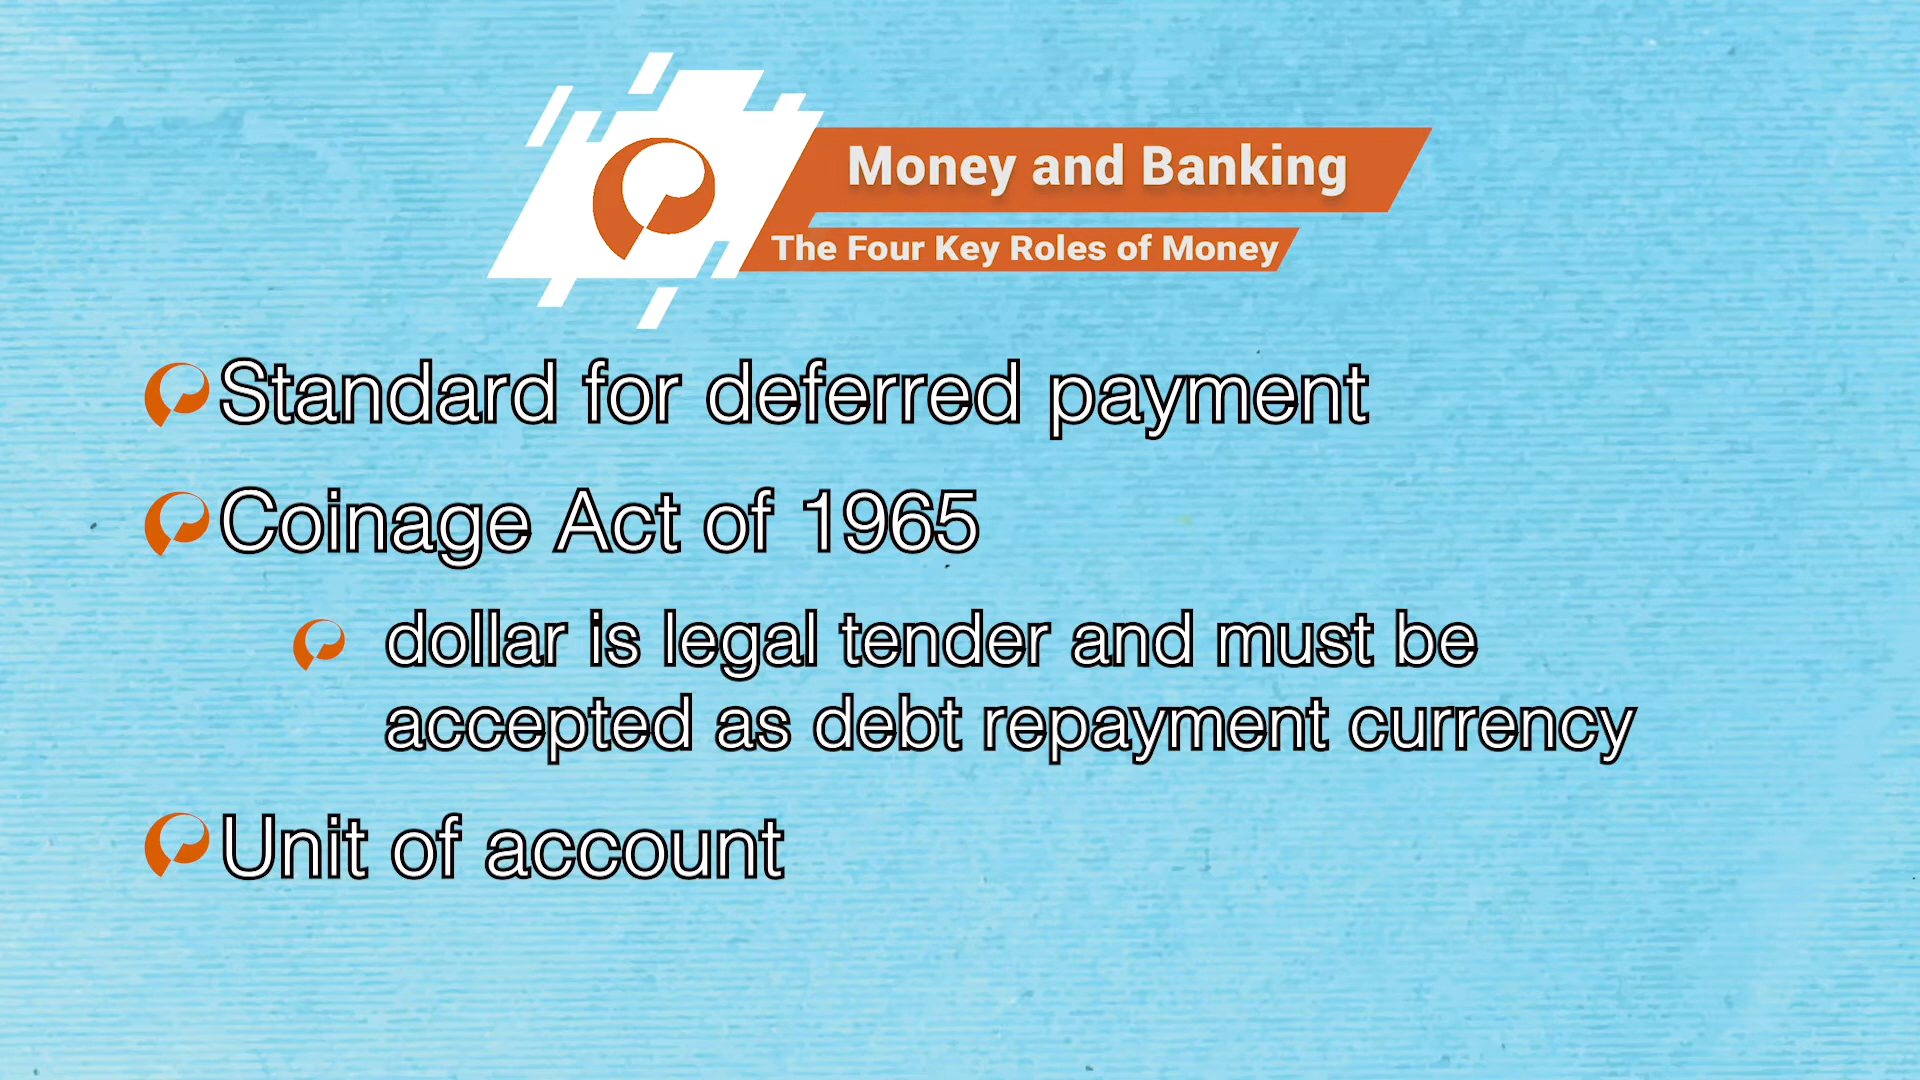 Money and Banking
The Four Key Roles of Money
Standard for deferred payment
Coinage Act of 1965
dollar is legal tender and must be
accepted as debt repayment currency
Unit of account